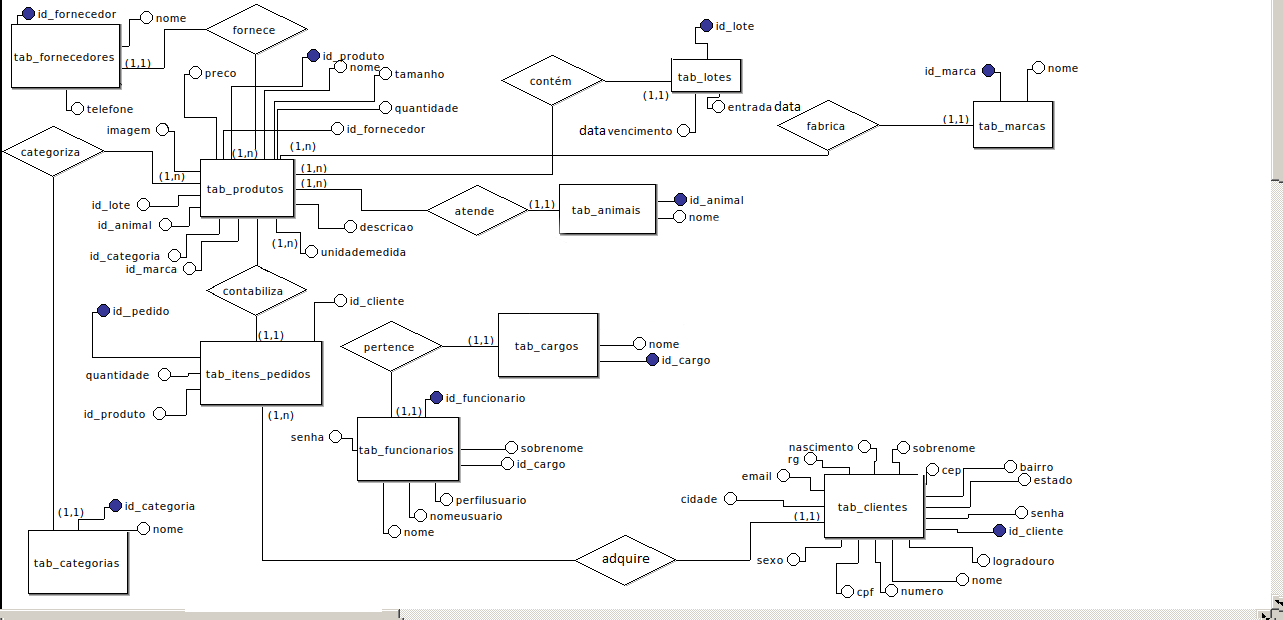 id_fornecedor
nome
tab_fornecedores
(1,1)
telefone
fornece
id_produto
nome
preco
tamanho
quantidade
imagem
id_fornecedor
categoriza
(1,n)
(1,n)
(1,n)
(1,n)
(1,n)
tab_produtos
id_lote
id_animal
id_categoria
id_marca
descricao
(1,n)
unidademedida
contém
id_lote
tab_lotes
(1,1)
entrada data
data vencimento
fabrica
id_marca
nome
(1,1)
tab_marcas
atende
(1,1)
tab_animais
id_animal
nome
contabiliza
id_cliente
id_pedido
(1,1)
quantidade
tab_itens_pedidos
id_produto
(1,n)
pertence
(1,1)
tab_cargos
nome
id_cargo
id_funcionario
(1,1)
senha
tab_funcionarios
sobrenome
id_cargo
perfilusuario
nomeusuario
nome
id_categoria
(1,1)
nome
tab_categorias
adquire
nascimento
sobrenome
rg
cep
bairro
email
estado
cidade
tab_clientes
senha
(1,1)
id_cliente
sexo
logradouro
nome
cpf
numero